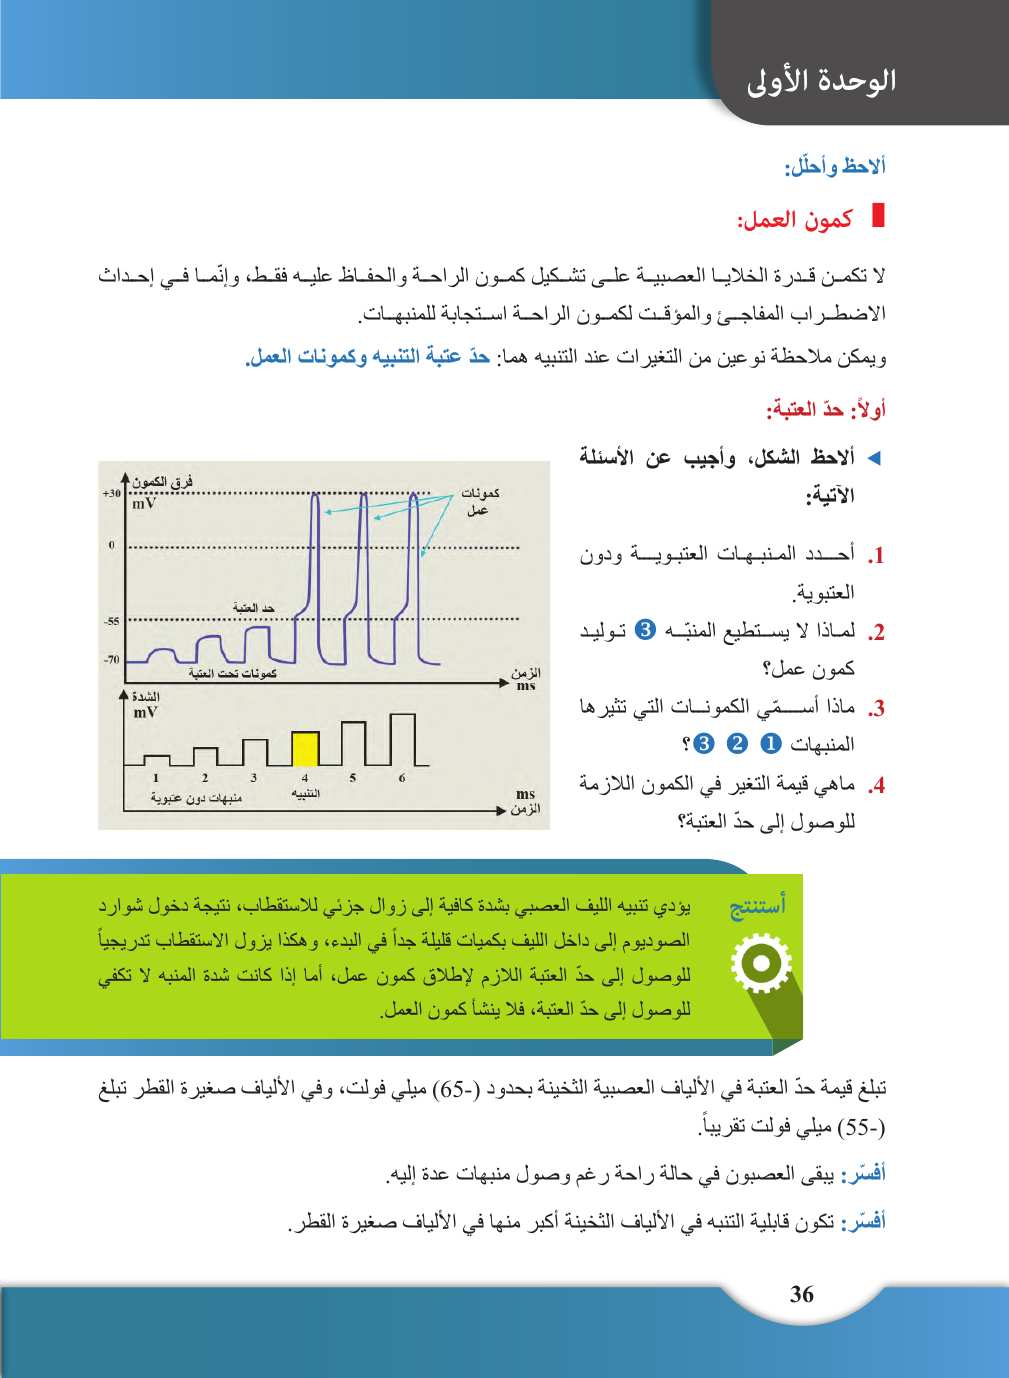 الوحدة الأولى
ألاحظ وأحلّل:
كمون العمل:
لا تكمن قدرة الخلايا العصبية على تشكيل كمون الراحة والحفاظ عليه فقط، وإنّما في إحداث
الاضطراب المفاجئ والمؤقت لكمون الراحة استجابة للمنبهات.
ويمكن ملاحظة نوعين من التغيرات عند التنبيه هما: حدّ عتبة التنبيه وكمونات العمل.
أولاً: حدّ العتبة:
ألاحظ الشكل، وأجيب عن الأسئلة
الآتية:
1. أحدد المنبهات العتبوية ودون
العتبوية.
2. لماذا لا يستطيع المنبّه 3 توليد
كمون عمل؟
3. ماذا أسمّي الكمونات التي تثيرها
المنبهات 1 2 3؟
4. ماهي قيمة التغير في الكمون اللازمة
للوصول إلى حدّ العتبة؟
فرق الكمون
mV
+30
0
-55
-70
كمونات
عمل
حد العتبة
كمونات تحت العتبة
الزمن
ms
الشدة
mV
1 2 3 4 5 6
منبهات دون عتبوية
التنبيه
ms
الزمن
أستنتج
يؤدي تنبيه الليف العصبي بشدة كافية إلى زوال جزئي للاستقطاب، نتيجة دخول شوارد
الصوديوم إلى داخل الليف بكميات قليلة جداً في البدء، وهكذا يزول الاستقطاب تدريجياً
للوصول إلى حدّ العتبة اللازم لإطلاق كمون عمل، أما إذا كانت شدة المنبه لا تكفي
للوصول إلى حدّ العتبة، فلا ينشأ كمون العمل.
تبلغ قيمة حدّ العتبة في الألياف العصبية الثخينة بحدود (-65) ميلي فولت، وفي الألياف صغيرة القطر تبلغ
(-55) ميلي فولت تقريباً.
أفسّر: يبقى العصبون في حالة راحة رغم وصول منبهات عدة إليه.
أفسّر: تكون قابلية التنبه في الألياف الثخينة أكبر منها في الألياف صغيرة القطر.
36